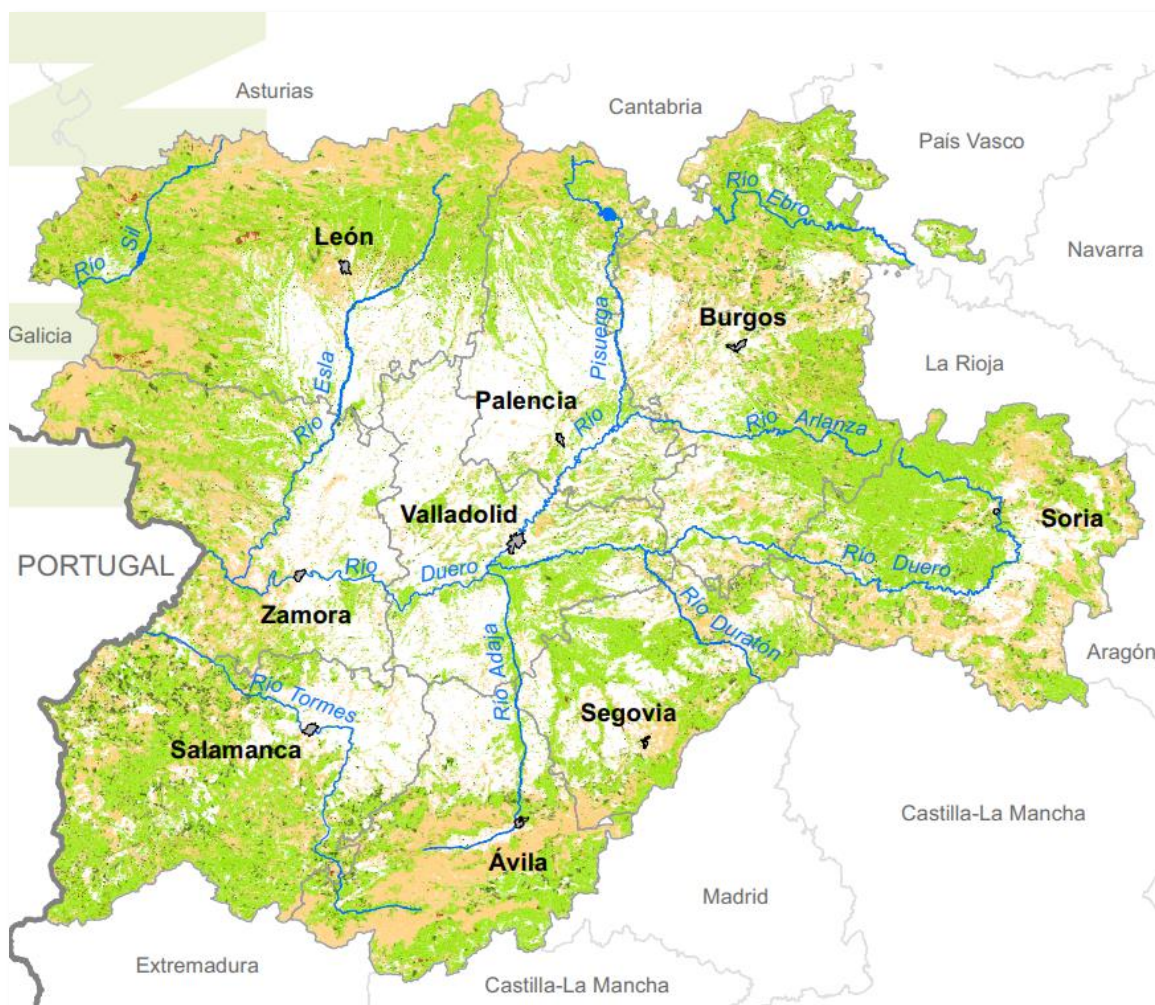 Asturias
Cantabria
País Vasco
Río Ebro
León
Río Sil
Navarra
Galicia
Burgos
Río Esla
La Rioja
Palencia
Río Pisuerga
Río Arlanza
Valladolid
Soria
PORTUGAL
Río Duero
Río Duero
Zamora
Río Duratón
Río Adaja
Aragón
Río Tormes
Segovia
Salamanca
Castilla-La Mancha
Ávila
Madrid
Extremadura
Castilla-La Mancha